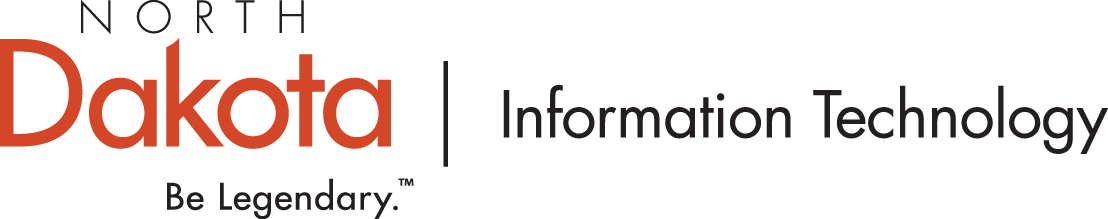 NORTH
Dakota
Be Legendary.™
Information Technology